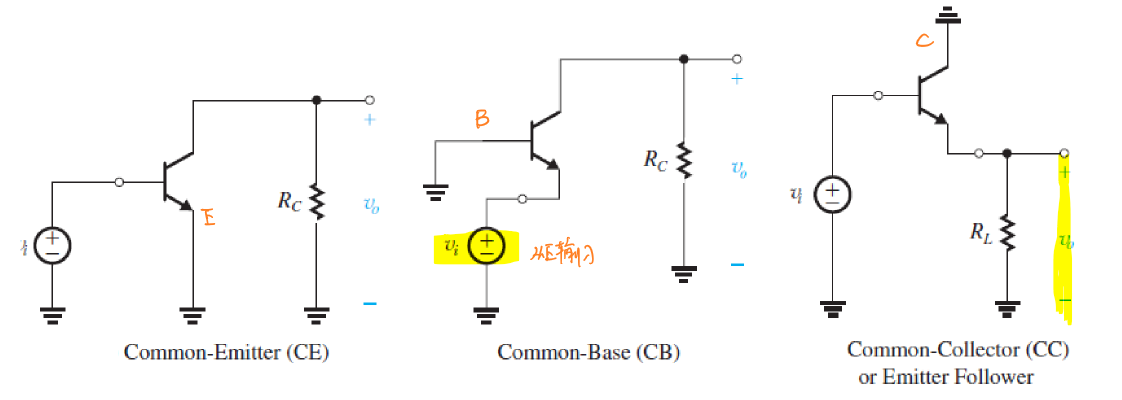 C
B
+
+
R_C
E
R_C
v_o
v_o
+
−
v_i
+
−
+
−
v_i
从E输入
R_L
+
v_o
−
−
−
Common-Emitter (CE)
Common-Base (CB)
Common-Collector (CC)
or Emitter Follower